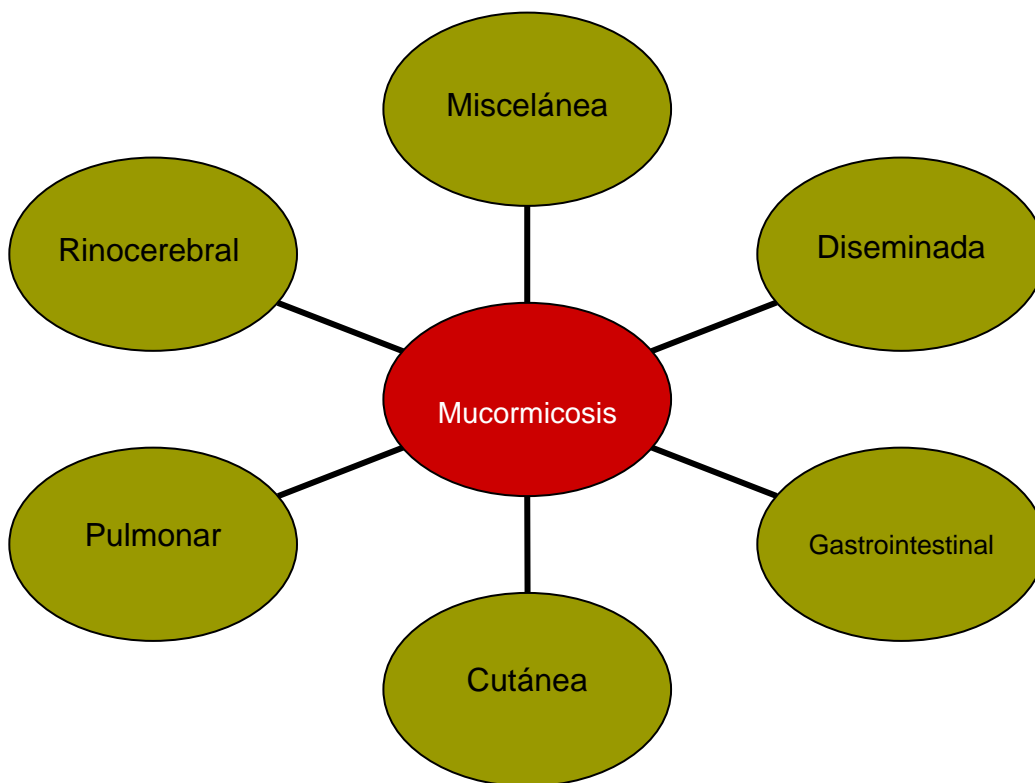 Miscelánea
Rinocerebral
Diseminada
Mucormicosis
Pulmonar
Gastrointestinal
Cutánea